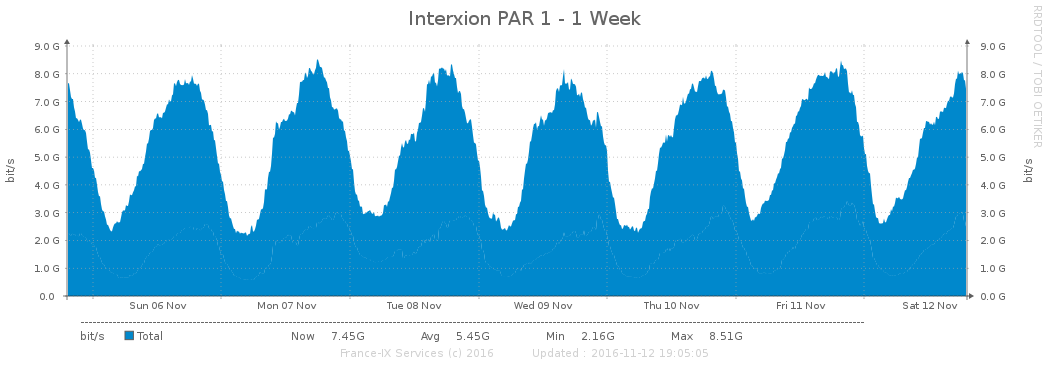 Interxion PAR 1 - 1 Week
RRDTOOL / TOBI OETIKER
9.0 G 9.0 G
8.0 G 8.0 G
7.0 G 7.0 G
6.0 G 6.0 G
5.0 G 5.0 G
4.0 G 4.0 G
3.0 G 3.0 G
2.0 G 2.0 G
1.0 G 1.0 G
0.0 0.0 G
bit/s bit/s
Sun 06 Nov Mon 07 Nov Tue 08 Nov Wed 09 Nov Thu 10 Nov Fri 11 Nov Sat 12 Nov
bit/s Total Now 7.45G Avg 5.45G Min 2.16G Max 8.51G
France-IX Services (c) 2016 Updated : 2016-11-12 19:05:05